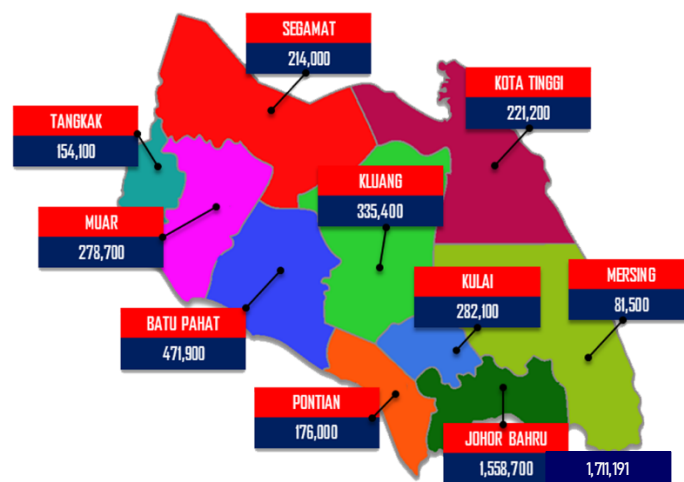 SEGAMAT
214,000
KOTA TINGGI
221,200
TANGKAK
154,100
KLUANG
335,400
MUAR
278,700
KULAI
282,100
MERSING
81,500
BATU PAHAT
471,900
PONTIAN
176,000
JOHOR BAHRU
1,558,700
1,711,191